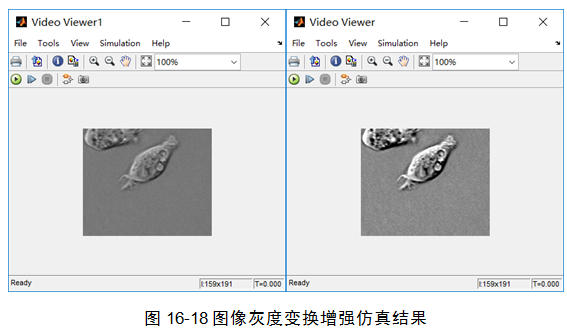 Video Viewer1
File Tools View Simulation Help
100%
Ready I:159x191 T=0.000
Video Viewer
File Tools View Simulation Help
100%
Ready I:159x191 T=0.000
图 16-18 图像灰度变换增强仿真结果